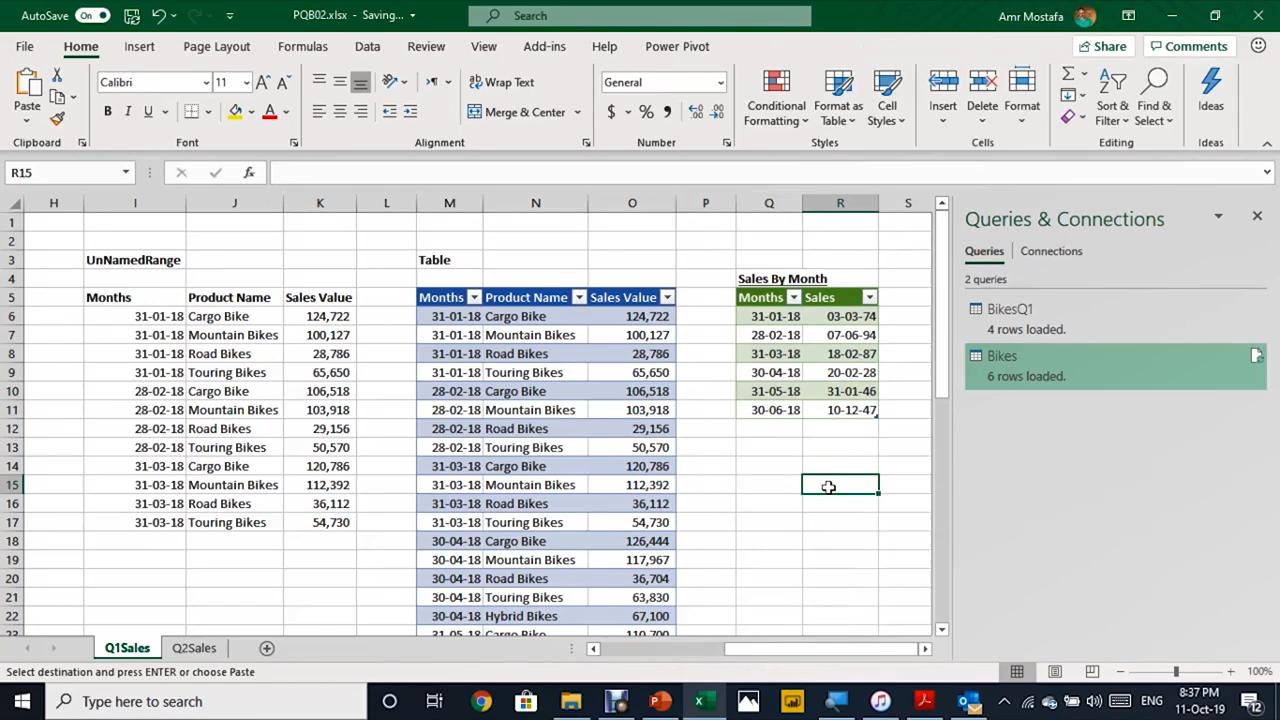 AutoSave On PQB02.xlsx - Saving... Search Amr Mostafa
File Home Insert Page Layout Formulas Data Review View Add-ins Help Power Pivot Share Comments
Paste Calibri 11 Wrap Text General Conditional Formatting Format as Table Cell Styles Insert Delete Format Sort & Filter Find & Select Ideas
B I U A Merge & Center $ % ,
Clipboard Font Alignment Number Styles Cells Editing Ideas
R15 fx
H I J K L M N O P Q R S
1
2
3 UnNamedRange Table
4 Sales By Month
5 Months Product Name Sales Value Months Product Name Sales Value Months Sales
6 31-01-18 Cargo Bike 124,722 31-01-18 Cargo Bike 124,722 31-01-18 03-03-74
7 31-01-18 Mountain Bikes 100,127 31-01-18 Mountain Bikes 100,127 28-02-18 07-06-94
8 31-01-18 Road Bikes 28,786 31-01-18 Road Bikes 28,786 31-03-18 18-02-87
9 31-01-18 Touring Bikes 65,650 31-01-18 Touring Bikes 65,650 30-04-18 20-02-28
10 28-02-18 Cargo Bike 106,518 28-02-18 Cargo Bike 106,518 31-05-18 31-01-46
11 28-02-18 Mountain Bikes 103,918 28-02-18 Mountain Bikes 103,918 30-06-18 10-12-47
12 28-02-18 Road Bikes 29,156 28-02-18 Road Bikes 29,156
13 28-02-18 Touring Bikes 50,570 28-02-18 Touring Bikes 50,570
14 31-03-18 Cargo Bike 120,786 31-03-18 Cargo Bike 120,786
15 31-03-18 Mountain Bikes 112,392 31-03-18 Mountain Bikes 112,392
16 31-03-18 Road Bikes 36,112 31-03-18 Road Bikes 36,112
17 31-03-18 Touring Bikes 54,730 31-03-18 Touring Bikes 54,730
18 30-04-18 Cargo Bike 126,444
19 30-04-18 Mountain Bikes 117,967
20 30-04-18 Road Bikes 36,704
21 30-04-18 Touring Bikes 63,830
22 30-04-18 Hybrid Bikes 67,100
23 31-05-18 Cargo Bike 110,700
Queries & Connections
Queries Connections
2 queries
BikesQ1
4 rows loaded.
Bikes
6 rows loaded.
Q1Sales Q2Sales
Select destination and press ENTER or choose Paste 100%
Type here to search ENG 8:37 PM
11-Oct-19 12